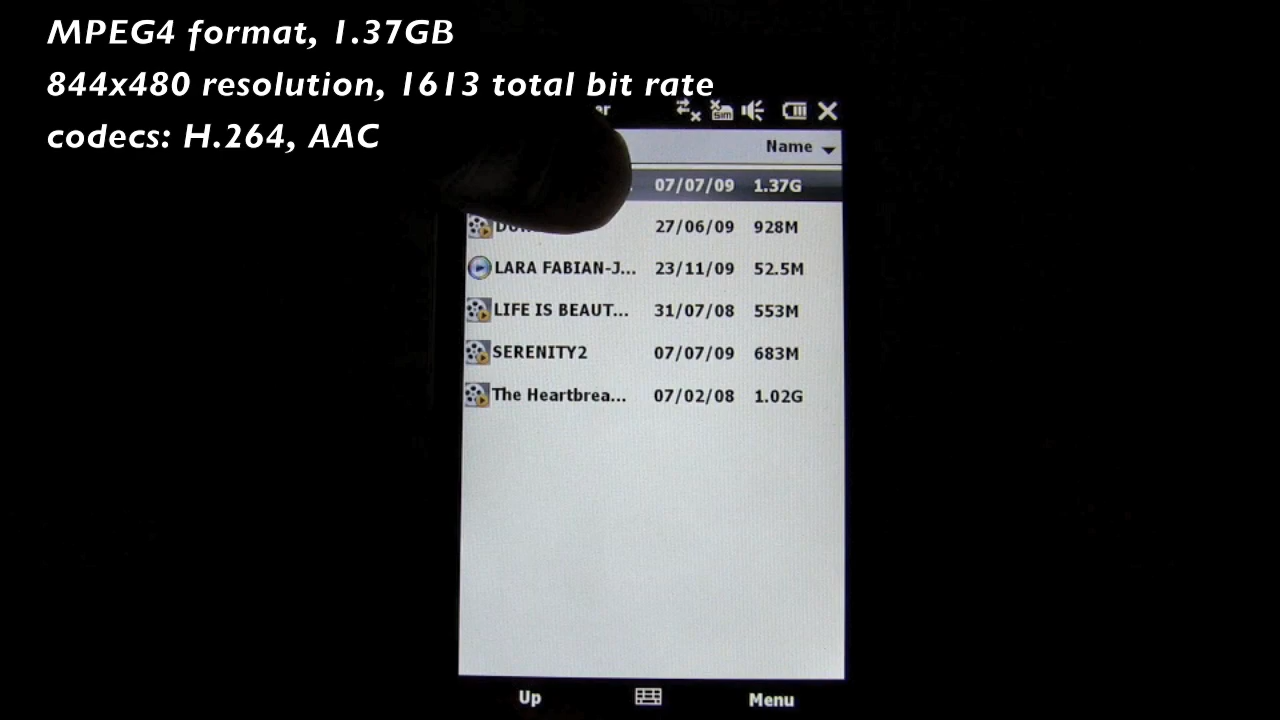 MPEG4 format, 1.37GB
844x480 resolution, 1613 total bit rate
codecs: H.264, AAC
Name
07/07/09 1.37G
27/06/09 928M
LARA FABIAN-J... 23/11/09 52.5M
LIFE IS BEAUT... 31/07/08 553M
SERENITY2 07/07/09 683M
The Heartbrea... 07/02/08 1.02G
Up Menu